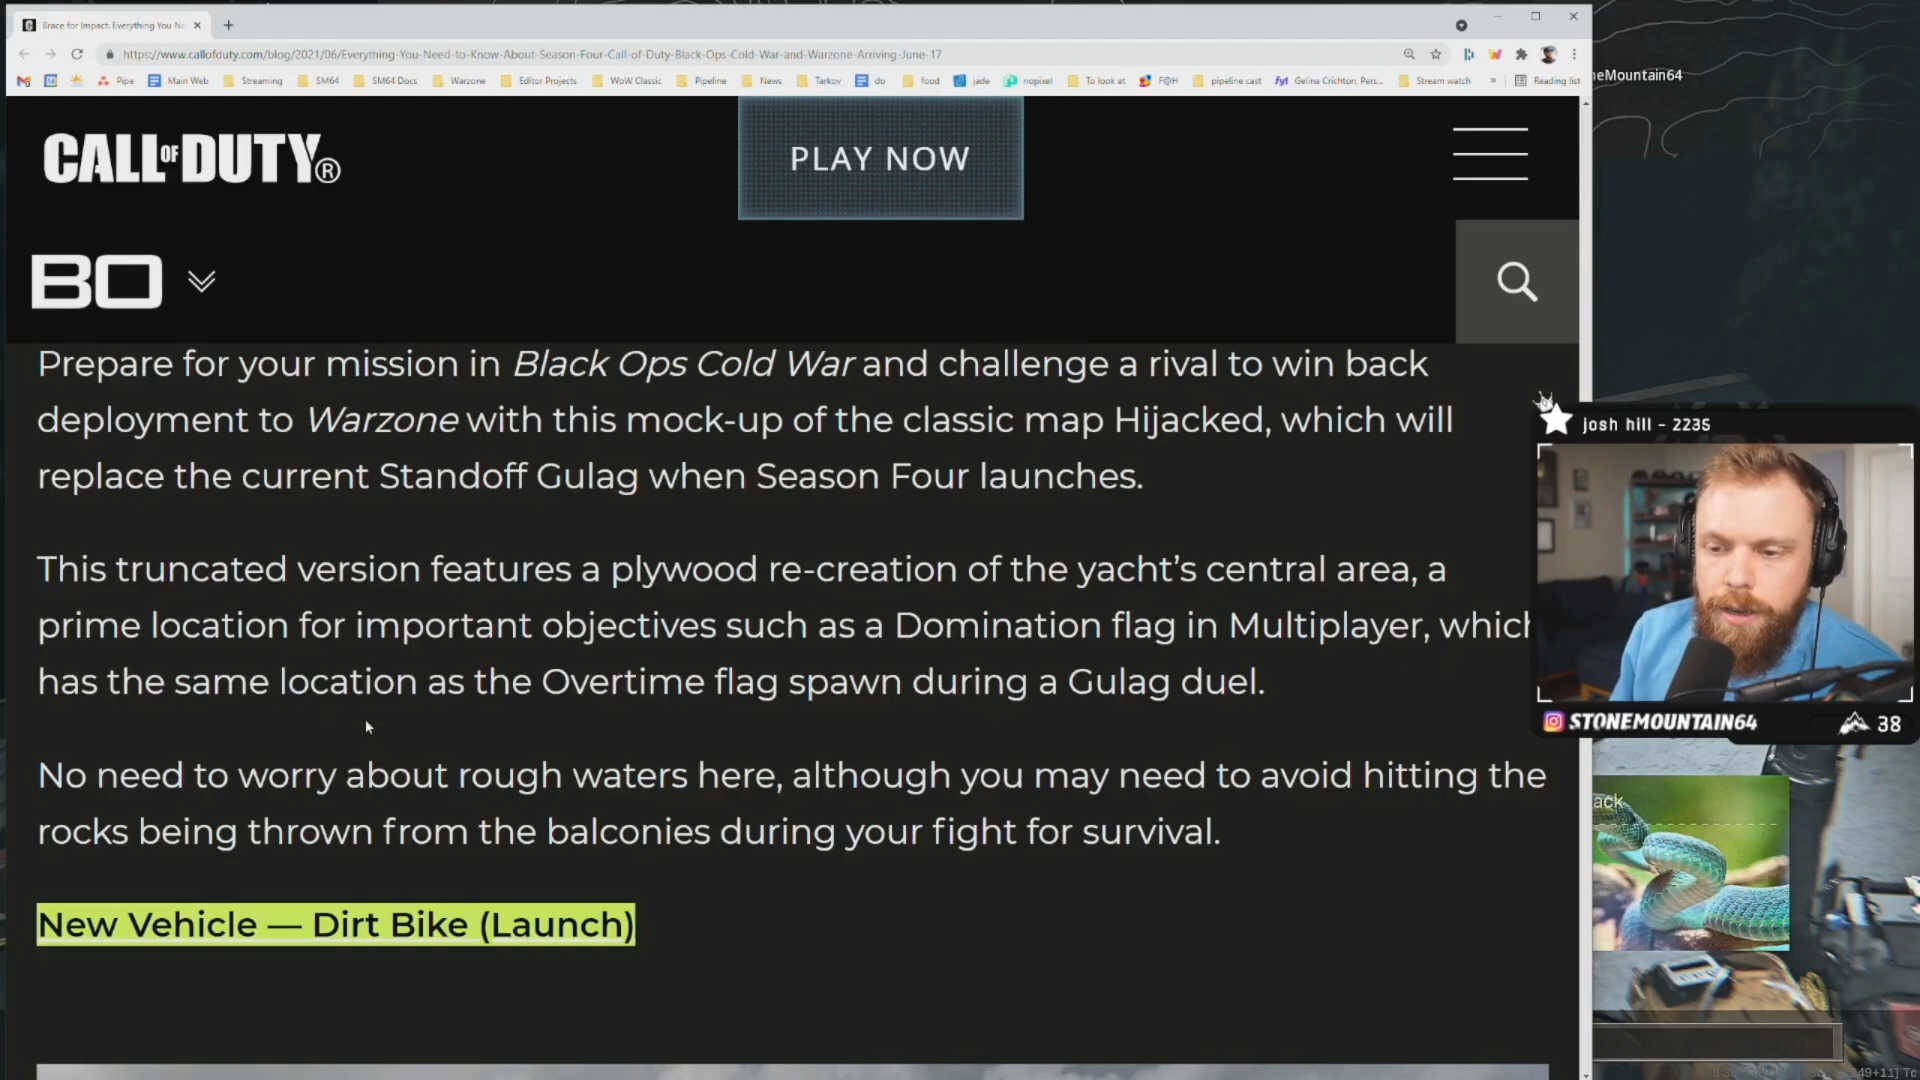 Brace for Impact: Everything You Ne
https://www.callofduty.com/blog/2021/06/Everything-You-Need-to-Know-About-Season-Four-Call-of-Duty-Black-Ops-Cold-War-and-Warzone-Arriving-June-17
Pipe Main Web Streaming SM64 SM64 Docs Warzone Editor Projects WoW Classic Pipeline News Tarkov do food jade nopixel To look at F@H pipeline cast Gelina Crichton, Pers... Stream watch » Reading list
neMountain64
CALL OF DUTY®
PLAY NOW
BO
Prepare for your mission in Black Ops Cold War and challenge a rival to win back
deployment to Warzone with this mock-up of the classic map Hijacked, which will
replace the current Standoff Gulag when Season Four launches.
This truncated version features a plywood re-creation of the yacht's central area, a
prime location for important objectives such as a Domination flag in Multiplayer, which
has the same location as the Overtime flag spawn during a Gulag duel.
No need to worry about rough waters here, although you may need to avoid hitting the
rocks being thrown from the balconies during your fight for survival.
New Vehicle — Dirt Bike (Launch)
josh hill - 2235
STONEMOUNTAIN64 38
ack